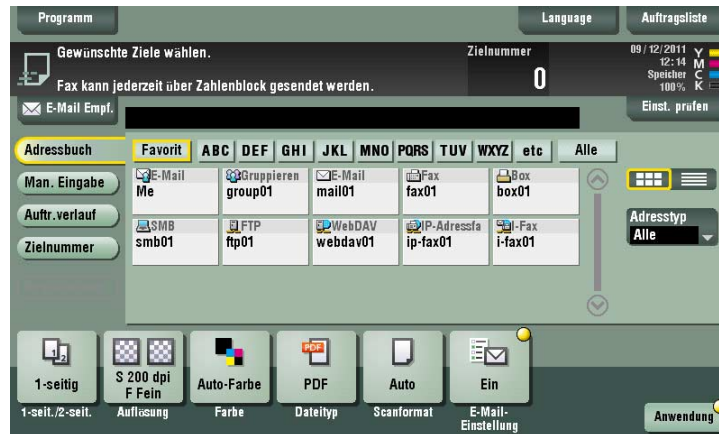 Programm
Language
Auftragsliste
Gewünschte Ziele wählen.
Zielnummer
0
09/12/2011
12:14
Speicher
100%
Y
M
C
K
Fax kann jederzeit über Zahlenblock gesendet werden.
E-Mail Empf.
Einst. prüfen
Adressbuch
Favorit ABC DEF GHI JKL MNO PQRS TUV WXYZ etc Alle
Man. Eingabe
Auftr.verlauf
Zielnummer
E-Mail
Me
Gruppieren
group01
E-Mail
mail01
Fax
fax01
Box
box01
SMB
smb01
FTP
ftp01
WebDAV
webdav01
IP-Adressfa
ip-fax01
I-Fax
i-fax01
Adresstyp
Alle
1-seitig
1-seit./2-seit.
S 200 dpi
F Fein
Auflösung
Auto-Farbe
Farbe
PDF
PDF
Dateityp
Auto
Scanformat
Ein
E-Mail-
Einstellung
Anwendung